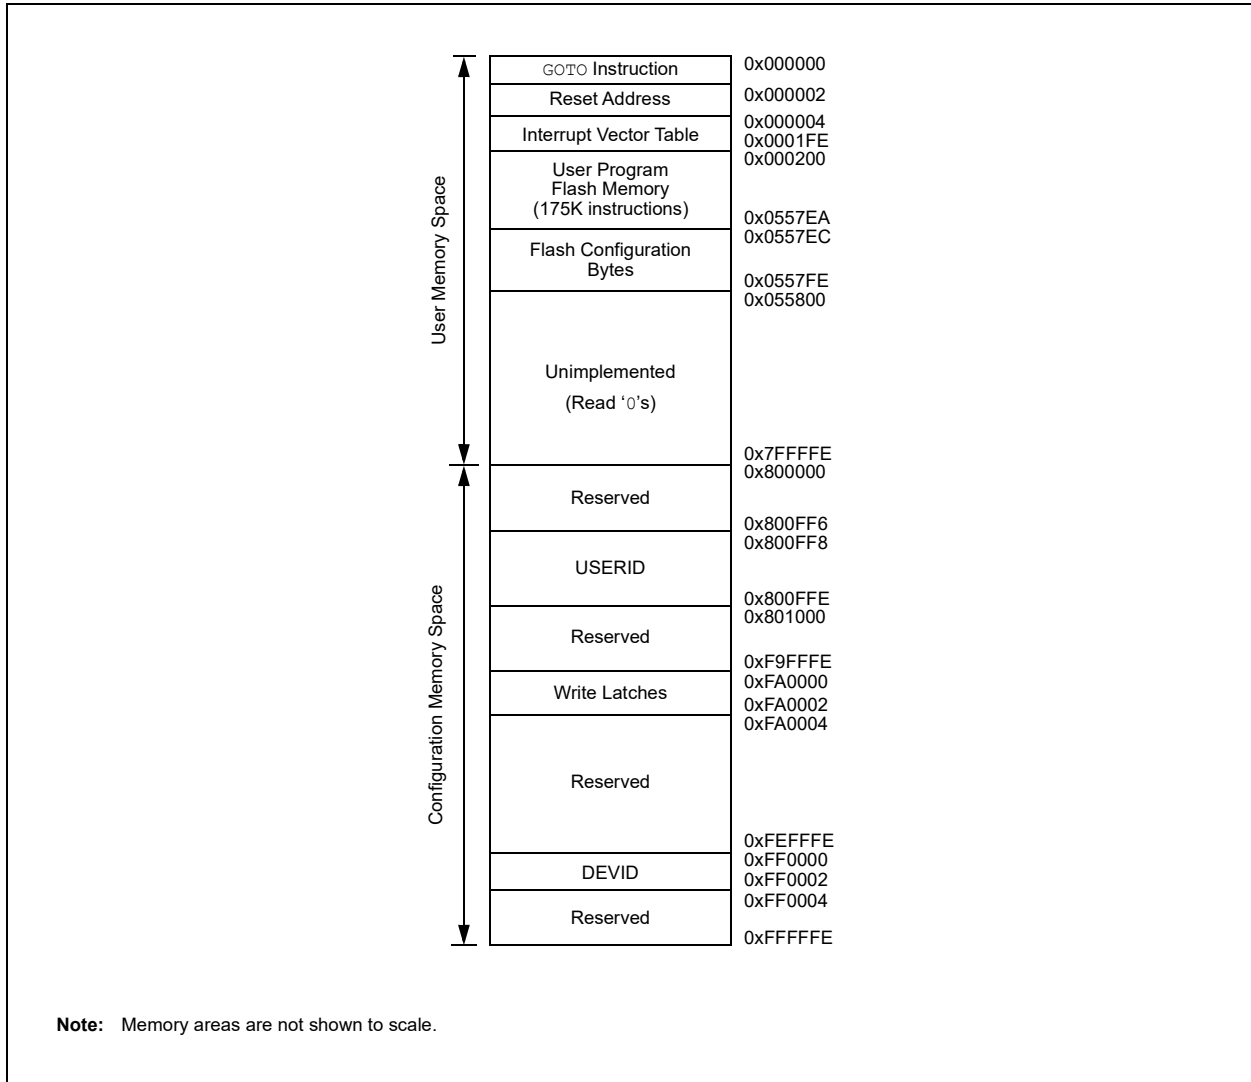 GOTO Instruction 0x000000
Reset Address 0x000002
0x000004
Interrupt Vector Table
0x0001FE
0x000200
User Program
Flash Memory
(175K instructions)
0x0557EA
0x0557EC
Flash Configuration
Bytes
0x0557FE
0x055800
User Memory Space
Unimplemented
(Read ‘0’s)
0x7FFFFE
0x800000
Reserved
0x800FF6
0x800FF8
USERID
0x800FFE
0x801000
Reserved
0xF9FFFE
0xFA0000
Write Latches
0xFA0002
0xFA0004
Configuration Memory Space
Reserved
0xFEFFFE
0xFF0000
DEVID
0xFF0002
0xFF0004
Reserved
0xFFFFFE
Note: Memory areas are not shown to scale.